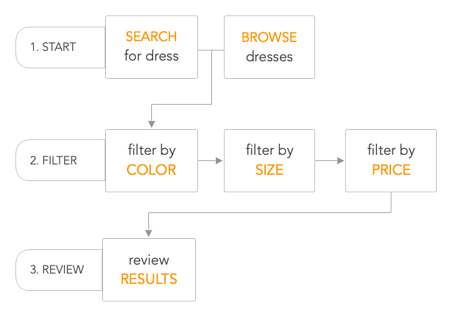 1. START
SEARCH
for dress
BROWSE
dresses
2. FILTER
filter by
COLOR
filter by
SIZE
filter by
PRICE
3. REVIEW
review
RESULTS